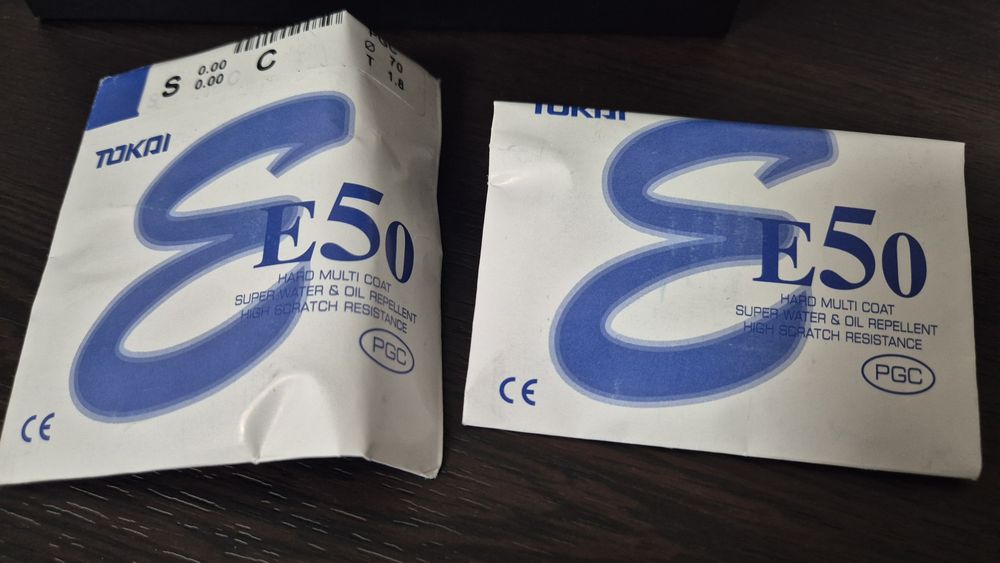 S 0.00 C
0.00
PGC
Ø 70
T 1.8
TOKAI
E50
HARD MULTI COAT
SUPER WATER & OIL REPELLENT
HIGH SCRATCH RESISTANCE
PGC
CE
TOKAI
E50
HARD MULTI COAT
SUPER WATER & OIL REPELLENT
HIGH SCRATCH RESISTANCE
PGC
CE